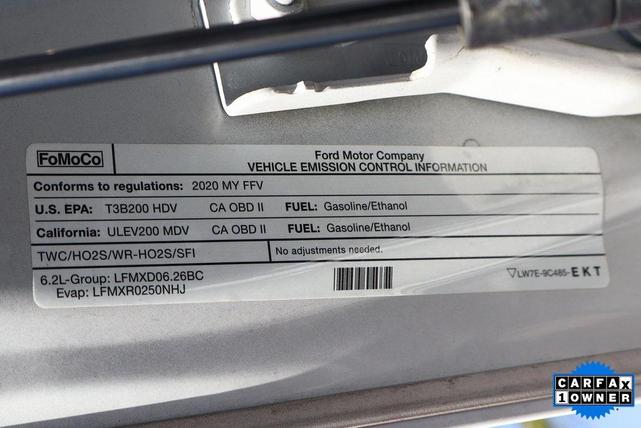 FoMoCo
Ford Motor Company
VEHICLE EMISSION CONTROL INFORMATION
Conforms to regulations: 2020 MY FFV
U.S. EPA: T3B200 HDV CA OBD II FUEL: Gasoline/Ethanol
California: ULEV200 MDV CA OBD II FUEL: Gasoline/Ethanol
TWC/HO2S/WR-HO2S/SFI No adjustments needed.
6.2L-Group: LFMXD06.26BC
Evap: LFMXR0250NHJ
LW7E-9C485-EKT
CARFAX
1 OWNER